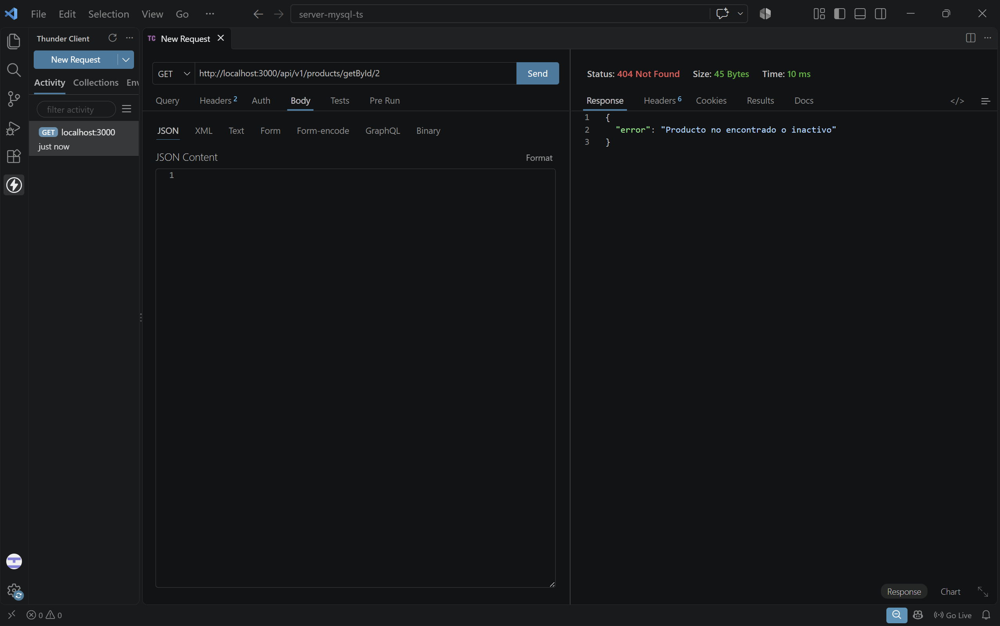 File Edit Selection View Go ···
server-mysql-ts
Thunder Client
New Request
Activity Collections Env
filter activity
GET localhost:3000
just now
TC New Request
GET http://localhost:3000/api/v1/products/getById/2 Send
Query Headers 2 Auth Body Tests Pre Run
JSON XML Text Form Form-encode GraphQL Binary
JSON Content Format
1
Status: 404 Not Found Size: 45 Bytes Time: 10 ms
Response Headers 6 Cookies Results Docs </>
1 {
2 "error": "Producto no encontrado o inactivo"
3 }
Response Chart
0 0
Go Live